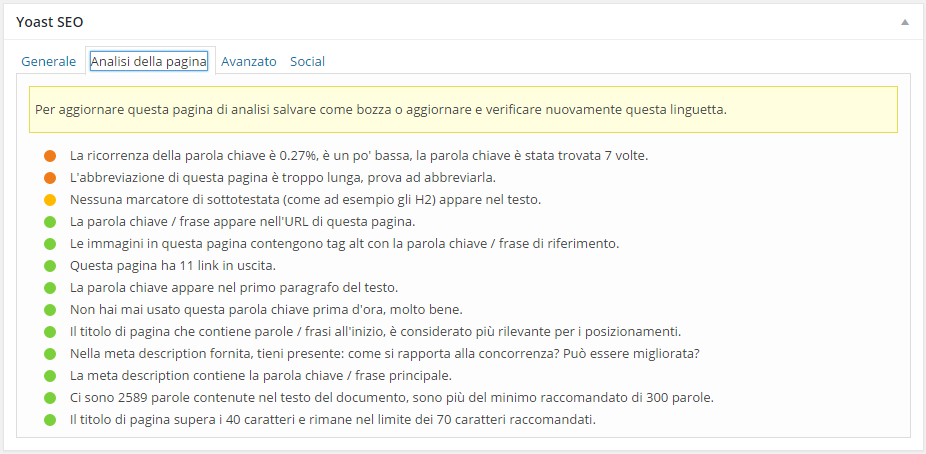 Yoast SEO
Generale Analisi della pagina Avanzato Social
Per aggiornare questa pagina di analisi salvare come bozza o aggiornare e verificare nuovamente questa linguetta.
La ricorrenza della parola chiave è 0.27%, è un po' bassa, la parola chiave è stata trovata 7 volte.
L'abbreviazione di questa pagina è troppo lunga, prova ad abbreviarla.
Nessuna marcatore di sottotestata (come ad esempio gli H2) appare nel testo.
La parola chiave / frase appare nell'URL di questa pagina.
Le immagini in questa pagina contengono tag alt con la parola chiave / frase di riferimento.
Questa pagina ha 11 link in uscita.
La parola chiave appare nel primo paragrafo del testo.
Non hai mai usato questa parola chiave prima d'ora, molto bene.
Il titolo di pagina che contiene parole / frasi all'inizio, è considerato più rilevante per i posizionamenti.
Nella meta description fornita, tieni presente: come si rapporta alla concorrenza? Può essere migliorata?
La meta description contiene la parola chiave / frase principale.
Ci sono 2589 parole contenute nel testo del documento, sono più del minimo raccomandato di 300 parole.
Il titolo di pagina supera i 40 caratteri e rimane nel limite dei 70 caratteri raccomandati.